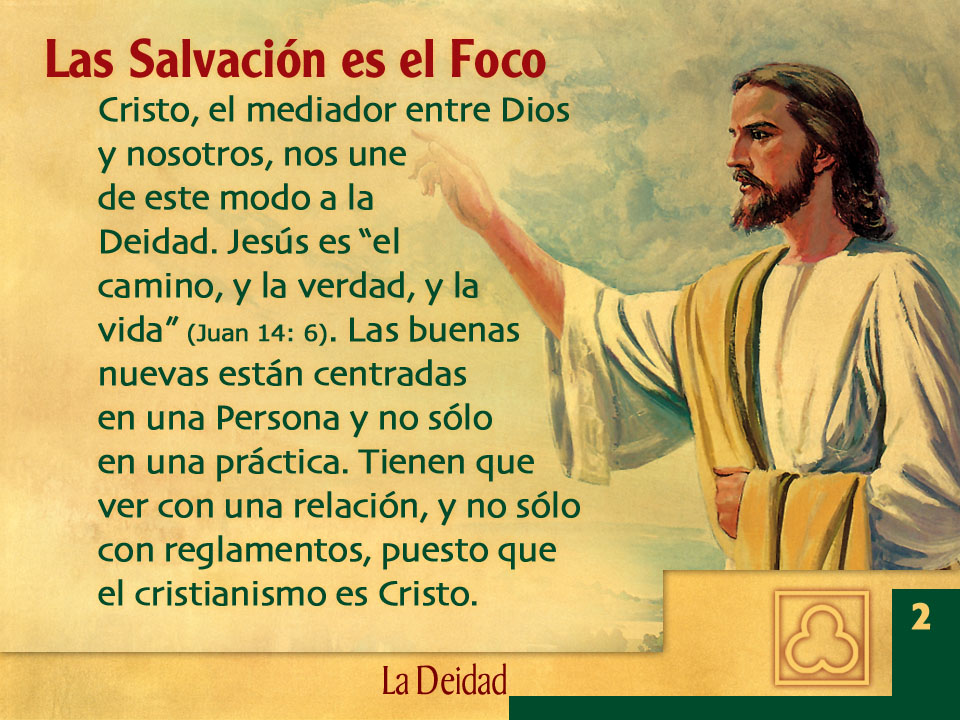 Las Salvación es el Foco
Cristo, el mediador entre Dios
y nosotros, nos une
de este modo a la
Deidad. Jesús es “el
camino, y la verdad, y la
vida” (Juan 14: 6). Las buenas
nuevas están centradas
en una Persona y no sólo
en una práctica. Tienen que
ver con una relación, y no sólo
con reglamentos, puesto que
el cristianismo es Cristo.
2
La Deidad